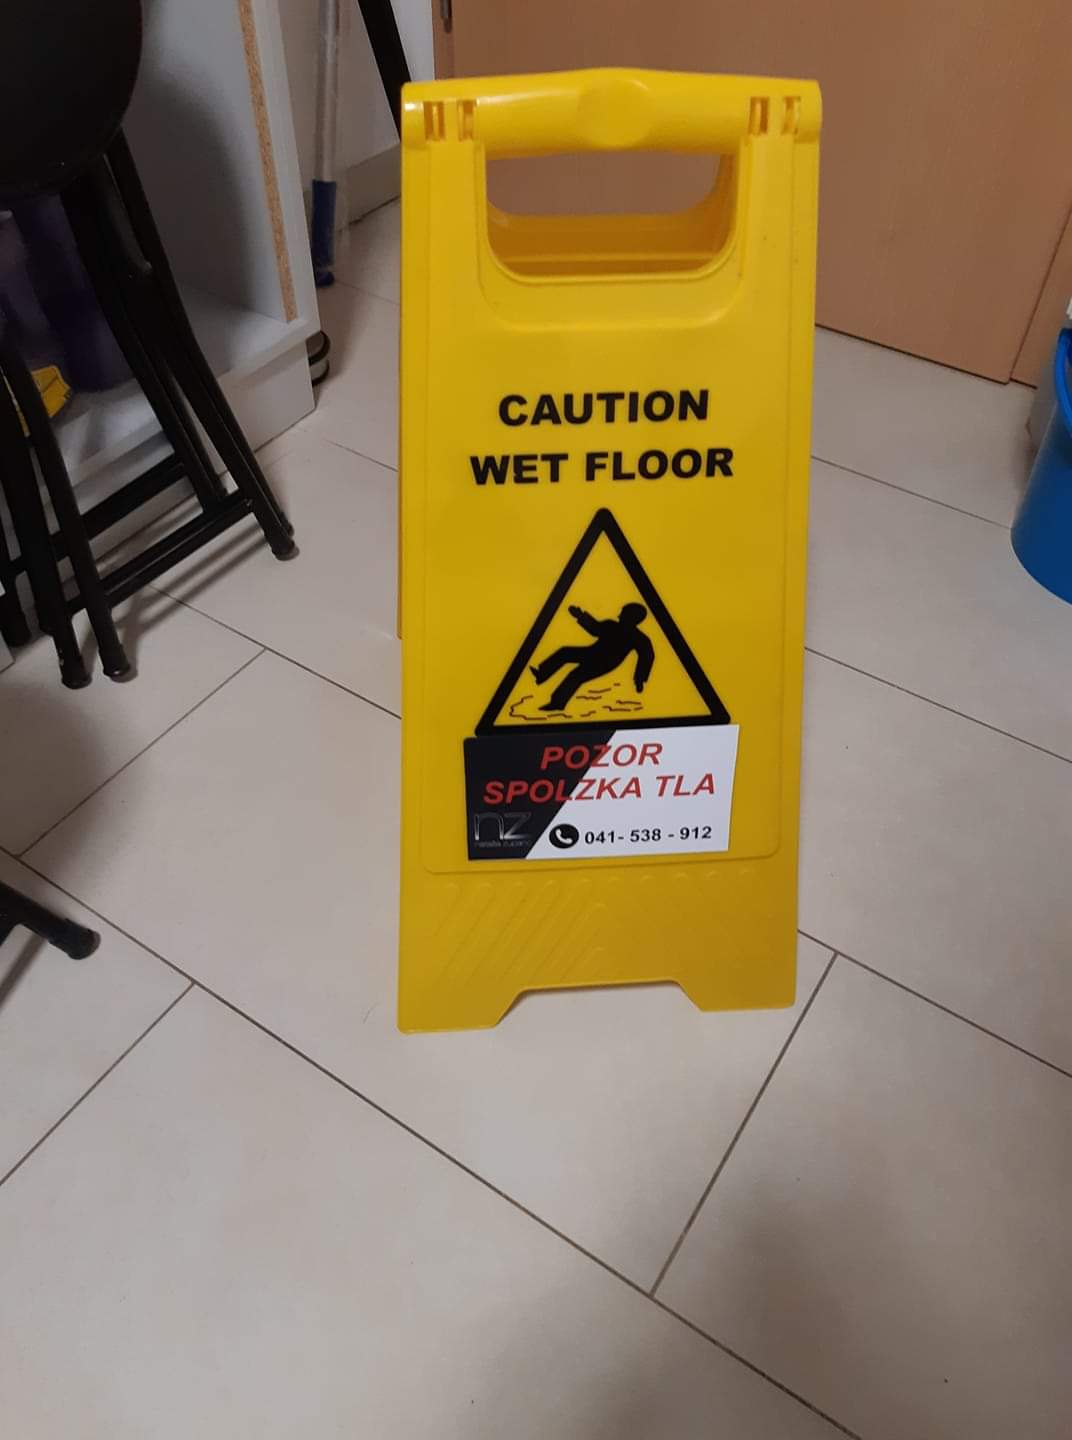 CAUTION
WET FLOOR
POZOR
SPOLZKA TLA
nz
041- 538 - 912